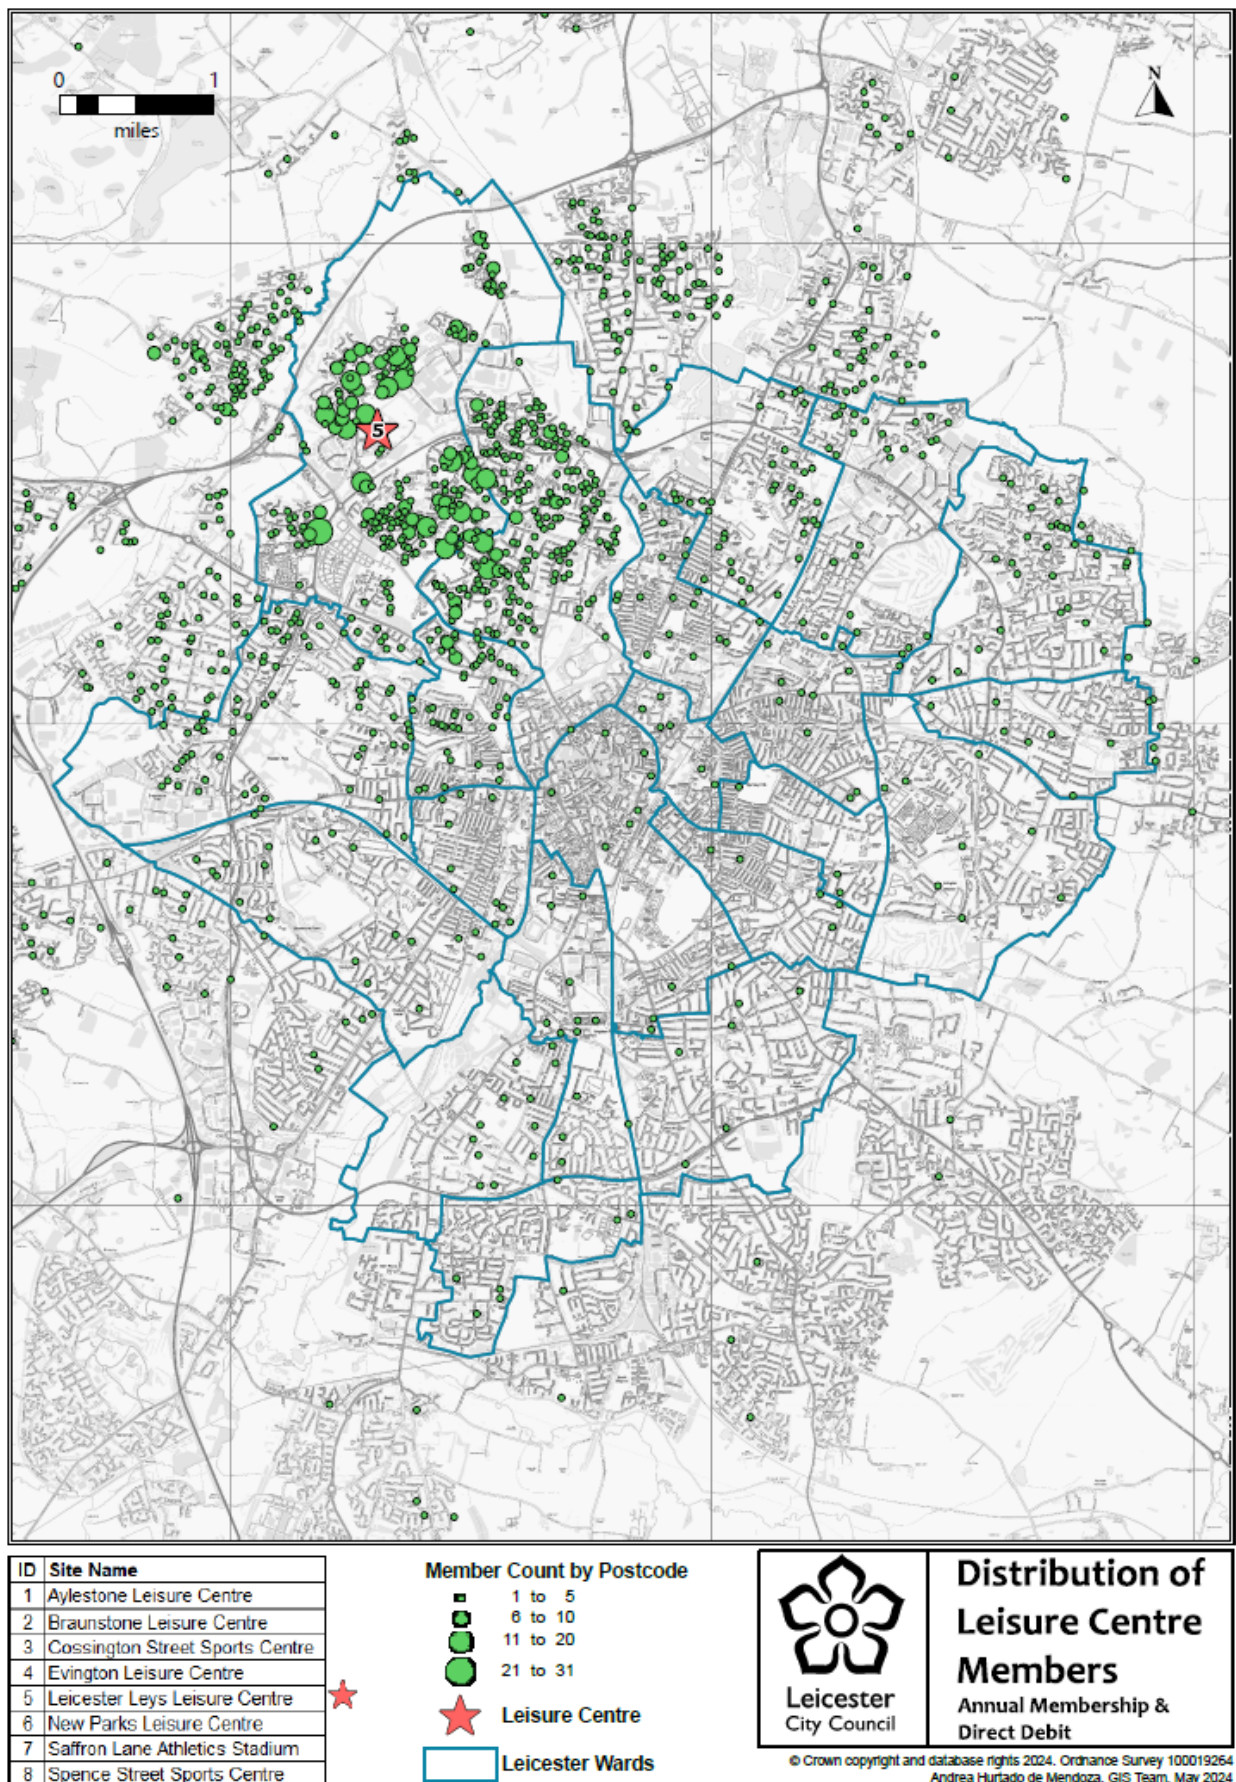 0 1
miles
N
5
ID Site Name
1 Aylestone Leisure Centre
2 Braunstone Leisure Centre
3 Cossington Street Sports Centre
4 Evington Leisure Centre
5 Leicester Leys Leisure Centre
6 New Parks Leisure Centre
7 Saffron Lane Athletics Stadium
8 Spence Street Sports Centre
Member Count by Postcode
1 to 5
6 to 10
11 to 20
21 to 31
Leisure Centre
Leicester Wards
Leicester
City Council
Distribution of
Leisure Centre
Members
Annual Membership &
Direct Debit
© Crown copyright and database rights 2024. Ordnance Survey 100019264
Andrea Hurtado de Mendoza, GIS Team, May 2024